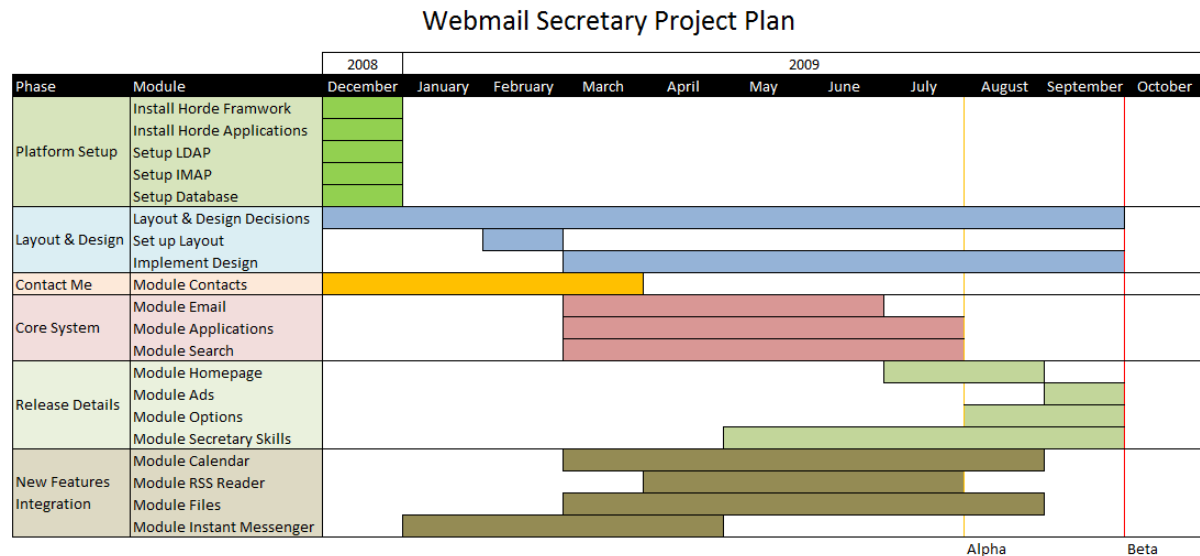 Webmail Secretary Project Plan
2008 2009
Phase Module December January February March April May June July August September October
Platform Setup
Install Horde Framwork
Install Horde Applications
Setup LDAP
Setup IMAP
Setup Database
Layout & Design
Layout & Design Decisions
Set up Layout
Implement Design
Contact Me
Module Contacts
Core System
Module Email
Module Applications
Module Search
Release Details
Module Homepage
Module Ads
Module Options
Module Secretary Skills
New Features
Integration
Module Calendar
Module RSS Reader
Module Files
Module Instant Messenger
Alpha Beta